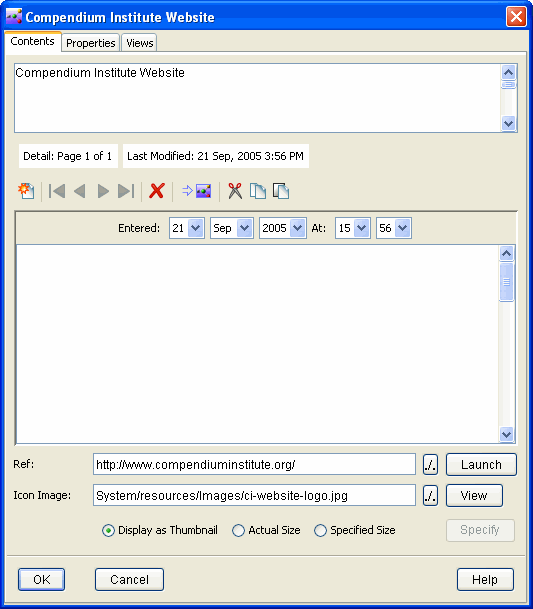 Compendium Institute Website
Contents Properties Views
Compendium Institute Website
Detail: Page 1 of 1 Last Modified: 21 Sep, 2005 3:56 PM
Entered: 21 Sep 2005 At: 15 56
Ref: http://www.compendiuminstitute.org/ ./. Launch
Icon Image: System/resources/Images/ci-website-logo.jpg ./. View
Display as Thumbnail Actual Size Specified Size Specify
OK Cancel Help